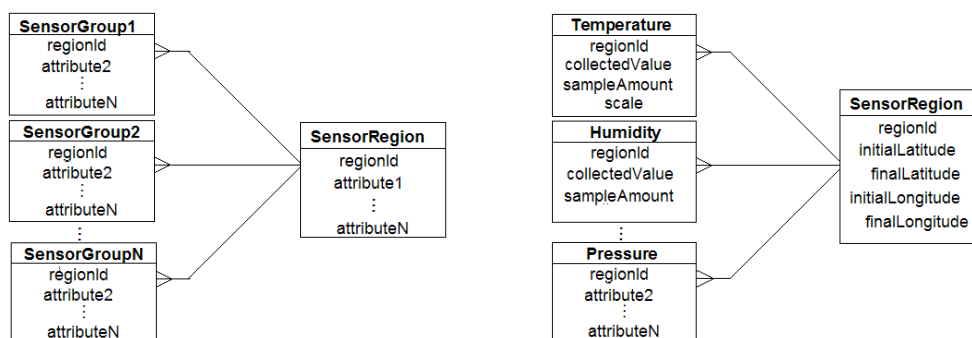 SensorGroup1
regionId
attribute2
⋮
attributeN
SensorGroup2
regionId
attribute2
⋮
attributeN
⋮
SensorGroupN
regionId
attribute2
⋮
attributeN
SensorRegion
regionId
attribute1
⋮
attributeN
Temperature
regionId
collectedValue
sampleAmount
scale
Humidity
regionId
collectedValue
sampleAmount
⋮
Pressure
regionId
attribute2
⋮
attributeN
SensorRegion
regionId
initialLatitude
finalLatitude
initialLongitude
finalLongitude